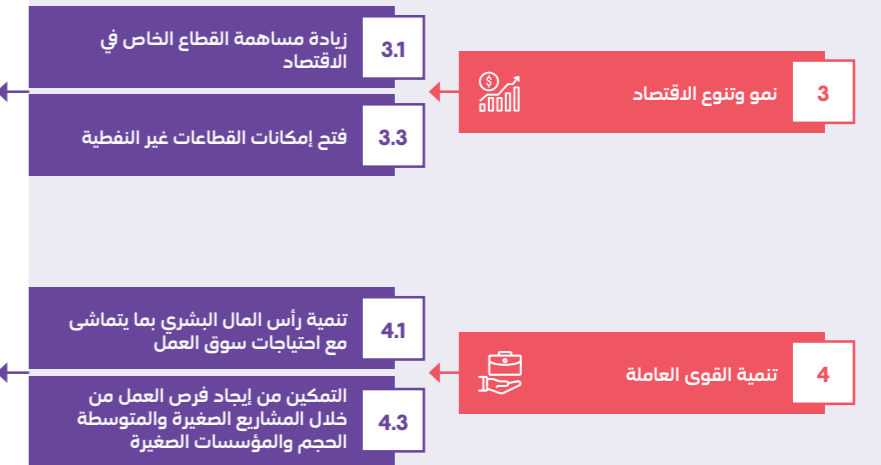 3
نمو وتنوع الاقتصاد
3.1
زيادة مساهمة القطاع الخاص في
الاقتصاد
3.3
فتح إمكانات القطاعات غير النفطية
4
تنمية القوى العاملة
4.1
تنمية رأس المال البشري بما يتماشى
مع احتياجات سوق العمل
4.3
التمكين من إيجاد فرص العمل من
خلال المشاريع الصغيرة والمتوسطة
الحجم والمؤسسات الصغيرة